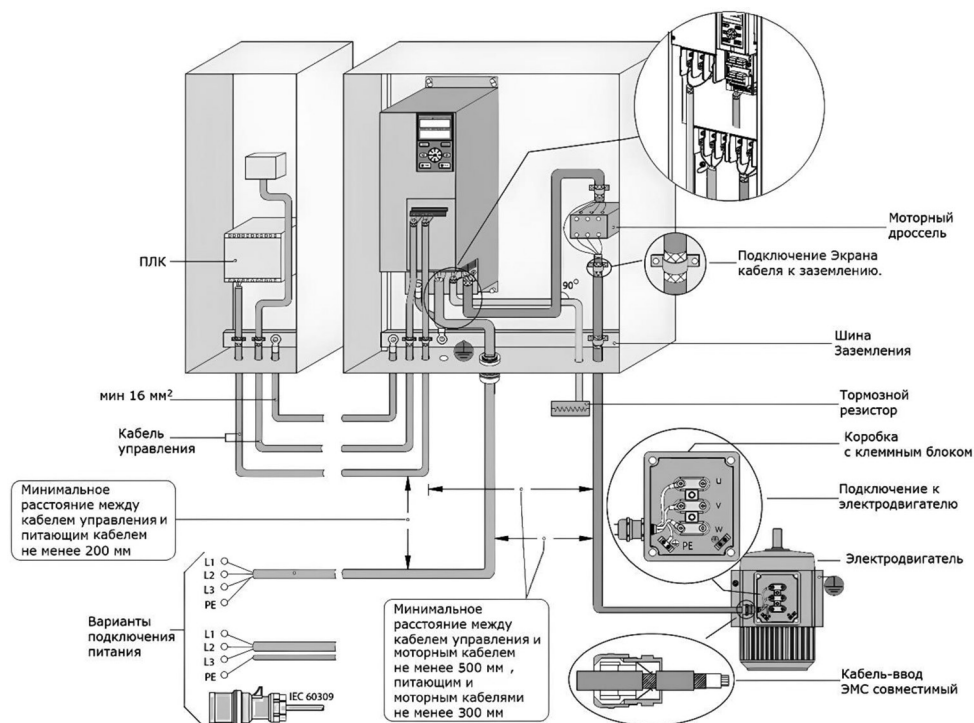 ПЛК
мин 16 мм²
Кабель
управления
Минимальное
расстояние между
кабелем управления и
питающим кабелем
не менее 200 мм
L1
L2
L3
PE
Варианты
подключения
питания
L1
L2
L3
PE
IEC 60309
Минимальное
расстояние между
кабелем управления и
моторным кабелем
не менее 500 мм ,
питающим и
моторным кабелями
не менее 300 мм
90°
Моторный
дроссель
Подключение Экрана
кабеля к заземлению.
Шина
Заземления
Тормозной
резистор
Коробка
с клеммным блоком
U
V
W
PE
Подключение к
электродвигателю
Электродвигатель
Кабель-ввод
ЭМС совместимый